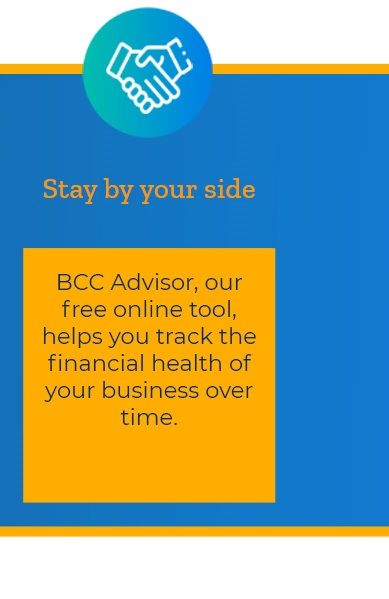 Stay by your side
BCC Advisor, our
free online tool,
helps you track the
financial health of
your business over
time.